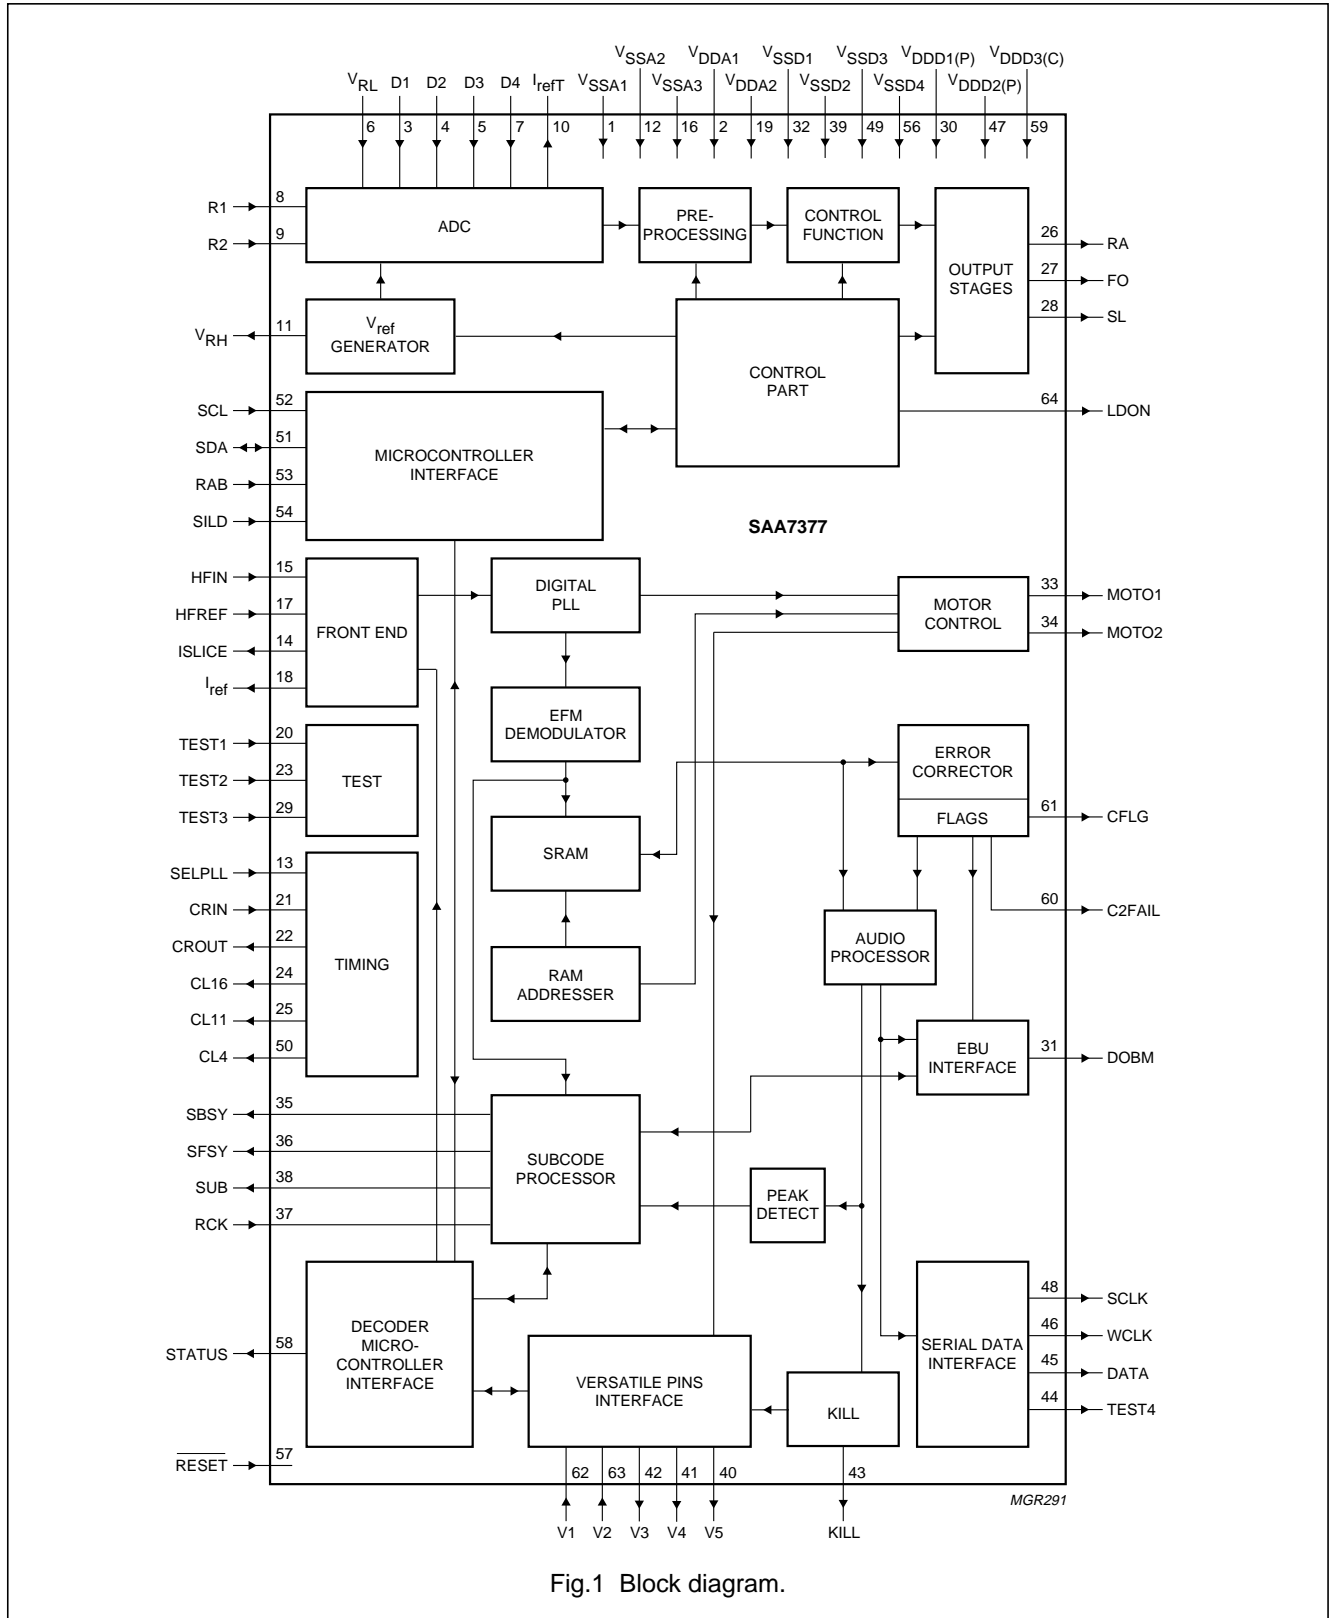 VSSA2 VDDA1 VSSD1 VSSD3 VDDD1(P) VDDD3(C)
VRL D1 D2 D3 D4 IrefT VSSA1 VSSA3 VDDA2 VSSD2 VSSD4 VDDD2(P)
6 3 4 5 7 10 1 12 16 2 19 32 39 49 56 30 47 59
R1 8
R2 9
ADC
PRE-
PROCESSING
CONTROL
FUNCTION
OUTPUT
STAGES
26 RA
27 FO
28 SL
VRH 11
Vref
GENERATOR
CONTROL
PART
64 LDON
SCL 52
SDA 51
RAB 53
SILD 54
MICROCONTROLLER
INTERFACE
SAA7377
HFIN 15
HFREF 17
ISLICE 14
Iref 18
FRONT END
DIGITAL
PLL
MOTOR
CONTROL
33 MOTO1
34 MOTO2
EFM
DEMODULATOR
TEST1 20
TEST2 23
TEST3 29
TEST
ERROR
CORRECTOR
FLAGS
61 CFLG
SRAM
60 C2FAIL
SELPLL 13
CRIN 21
CROUT 22
CL16 24
CL11 25
CL4 50
TIMING
AUDIO
PROCESSOR
RAM
ADDRESSER
EBU
INTERFACE
31 DOBM
SBSY 35
SFSY 36
SUB 38
RCK 37
SUBCODE
PROCESSOR
PEAK
DETECT
STATUS 58
DECODER
MICRO-
CONTROLLER
INTERFACE
VERSATILE PINS
INTERFACE
KILL
SERIAL DATA
INTERFACE
48 SCLK
46 WCLK
45 DATA
44 TEST4
RESET 57
62 63 42 41 40 43
V1 V2 V3 V4 V5 KILL
MGR291
Fig.1 Block diagram.